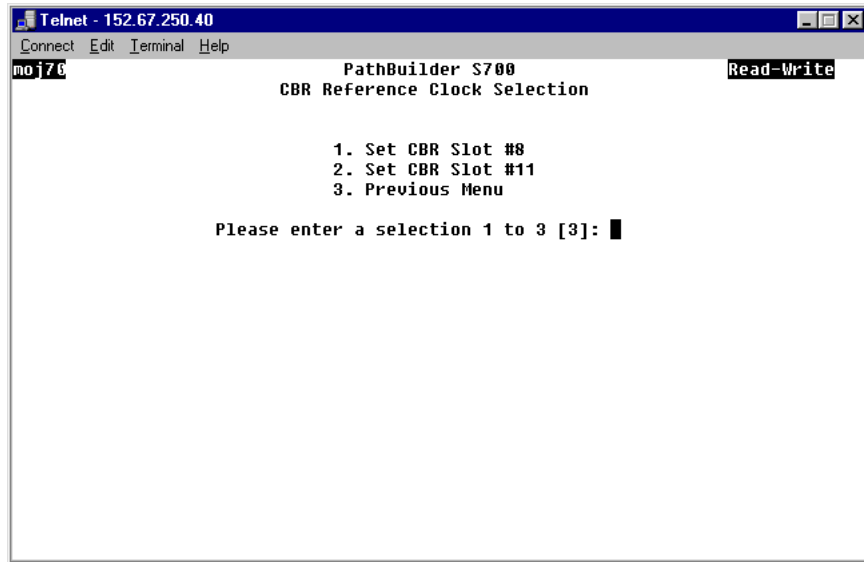 Telnet - 152.67.250.40
Connect Edit Terminal Help
moj70 PathBuilder S700 Read-Write
CBR Reference Clock Selection
1. Set CBR Slot #8
2. Set CBR Slot #11
3. Previous Menu
Please enter a selection 1 to 3 [3]: